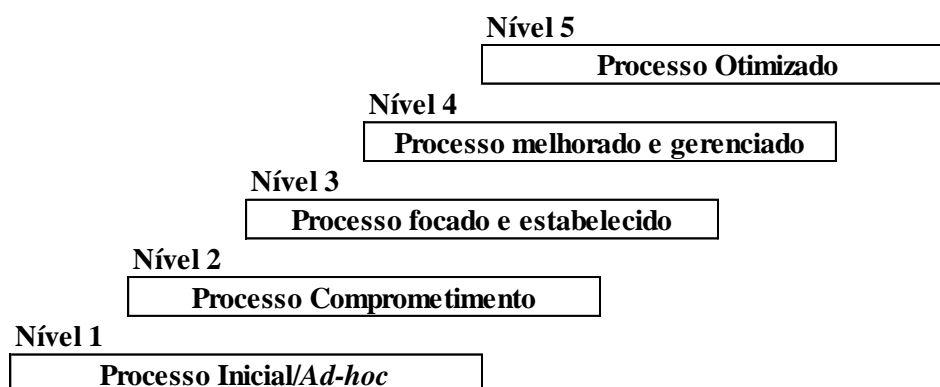 Nível 5
Processo Otimizado
Nível 4
Processo melhorado e gerenciado
Nível 3
Processo focado e estabelecido
Nível 2
Processo Comprometimento
Nível 1
Processo Inicial/Ad-hoc